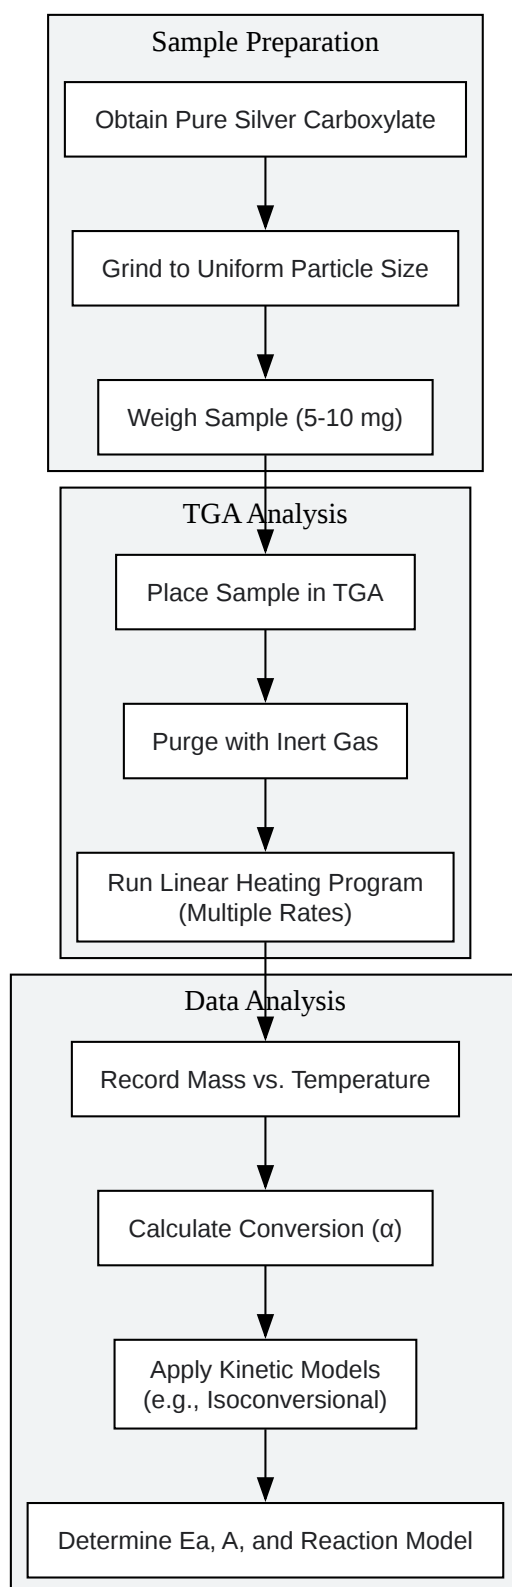 Sample Preparation
Obtain Pure Silver Carboxylate
Grind to Uniform Particle Size
Weigh Sample (5-10 mg)
TGA Analysis
Place Sample in TGA
Purge with Inert Gas
Run Linear Heating Program
(Multiple Rates)
Data Analysis
Record Mass vs. Temperature
Calculate Conversion (α)
Apply Kinetic Models
(e.g., Isoconversional)
Determine Ea, A, and Reaction Model